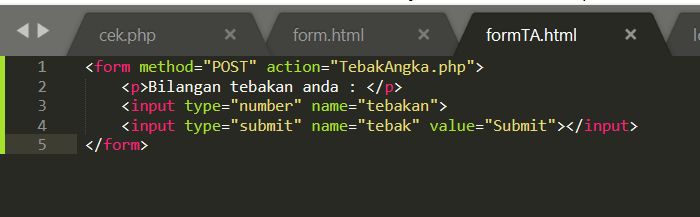 cek.php × form.html × formTA.html ×
1 <form method="POST" action="TebakAngka.php">
2 <p>Bilangan tebakan anda : </p>
3 <input type="number" name="tebakan">
4 <input type="submit" name="tebak" value="Submit"></input>
5 </form>